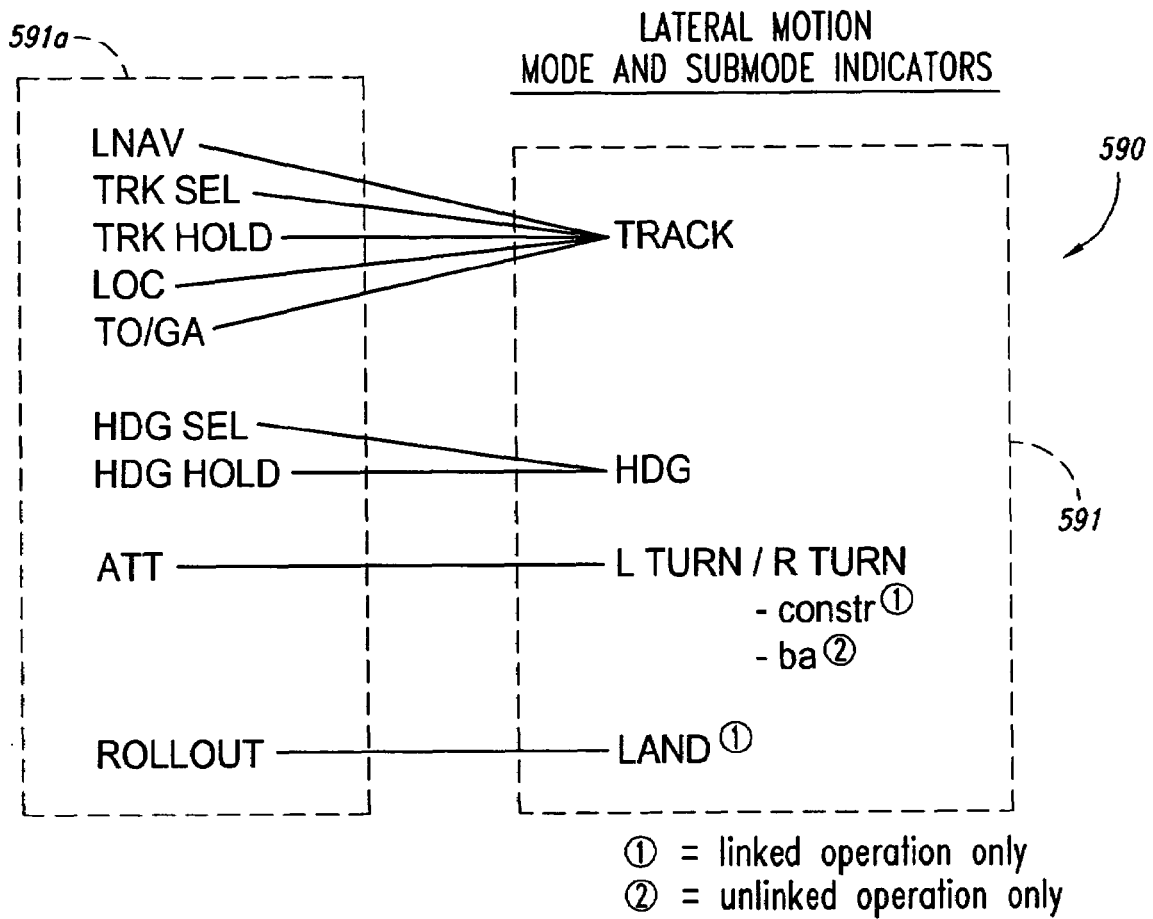 591a
LATERAL MOTION
MODE AND SUBMODE INDICATORS
590
LNAV
TRK SEL
TRK HOLD
LOC
TO/GA
TRACK
HDG SEL
HDG HOLD
HDG
591
ATT
L TURN / R TURN
- constr ①
- ba ②
ROLLOUT
LAND ①
① = linked operation only
② = unlinked operation only